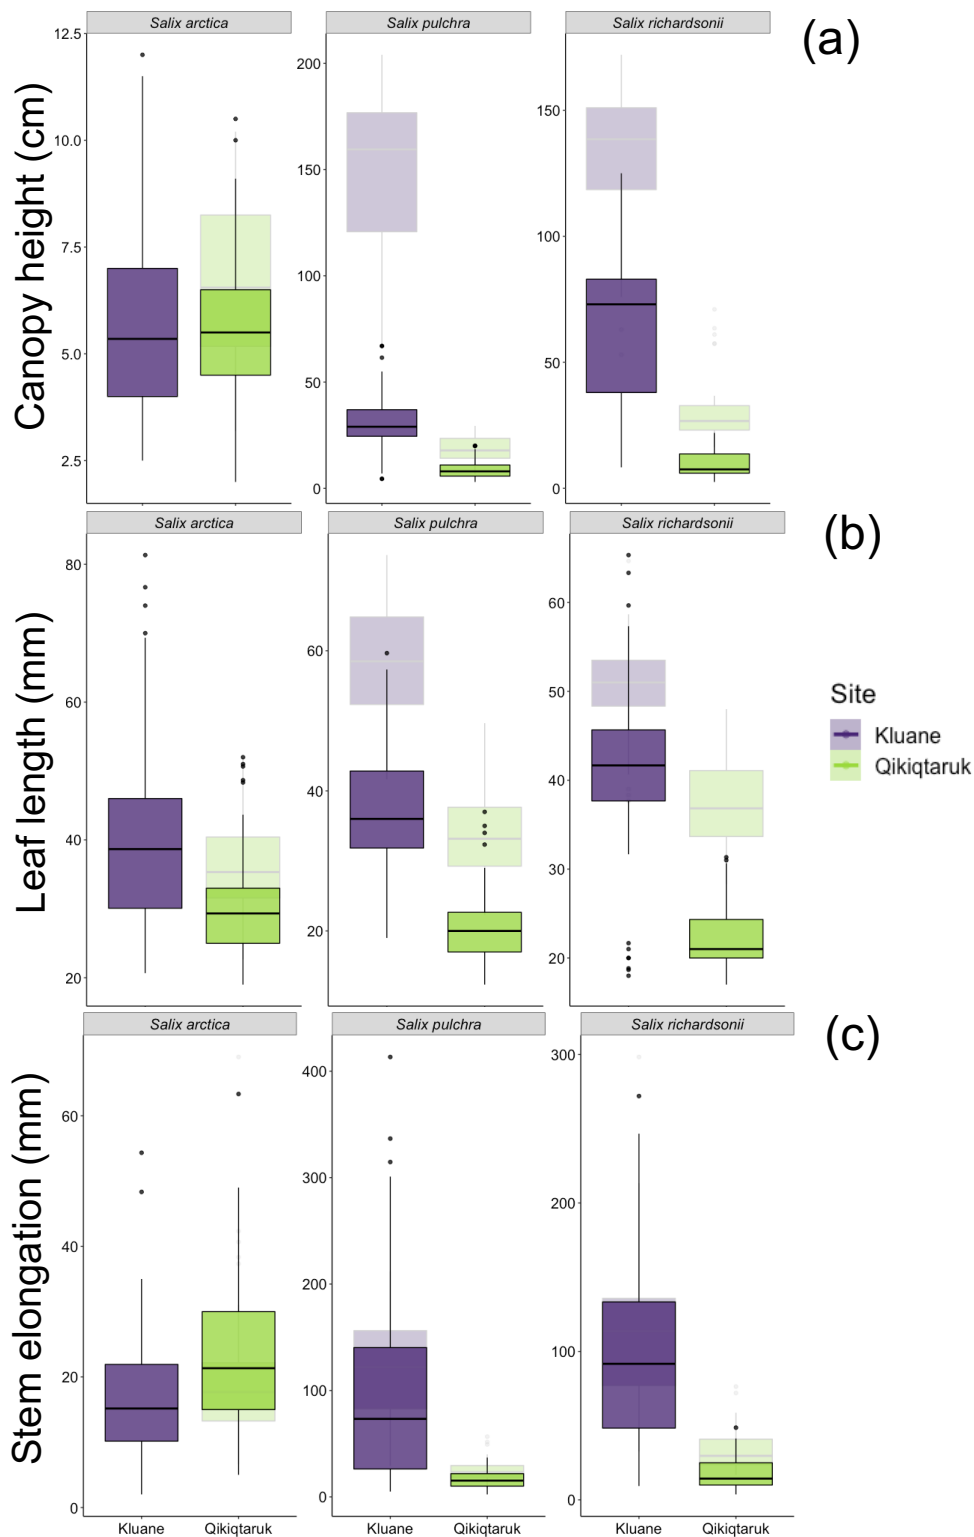 Salix arctica
Salix pulchra
Salix richardsonii
(a)
Canopy height (cm)
12.5
10.0
7.5
5.0
2.5
200
150
100
50
0
150
100
50
0
Salix arctica
Salix pulchra
Salix richardsonii
(b)
Leaf length (mm)
80
60
40
20
60
40
20
60
50
40
30
20
Site
Kluane
Qikiqtaruk
Salix arctica
Salix pulchra
Salix richardsonii
(c)
Stem elongation (mm)
60
40
20
0
400
300
200
100
0
300
200
100
0
Kluane
Qikiqtaruk
Kluane
Qikiqtaruk
Kluane
Qikiqtaruk